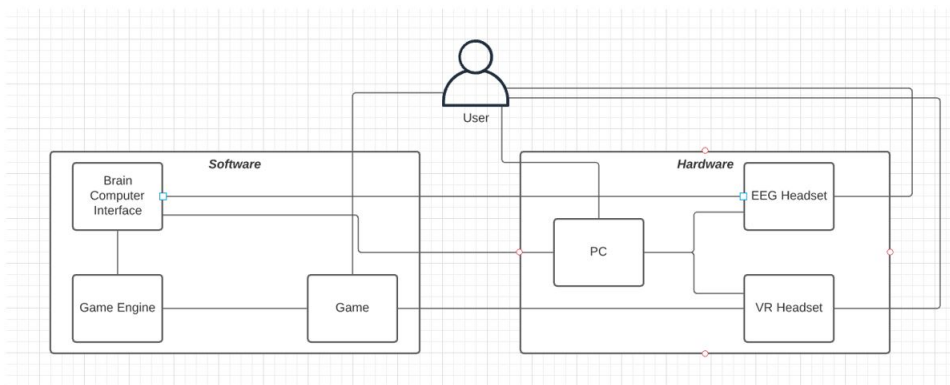 User
Software
Hardware
Brain
Computer
Interface
EEG Headset
PC
Game Engine
Game
VR Headset